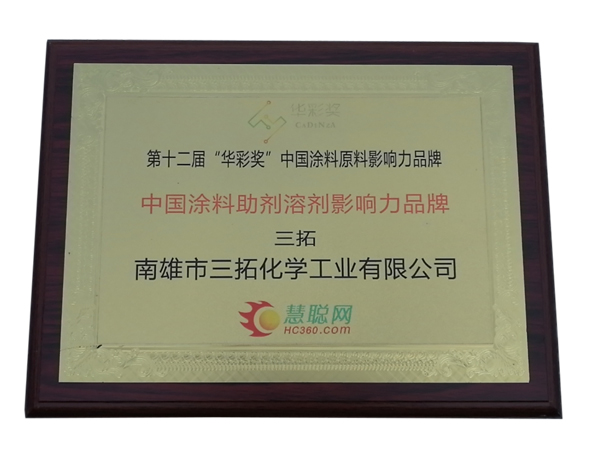 华彩奖
第十二届“华彩奖”中国涂料原料影响力品牌
中国涂料助剂溶剂影响力品牌
三拓
南雄市三拓化学工业有限公司
慧聪网
HC360.com